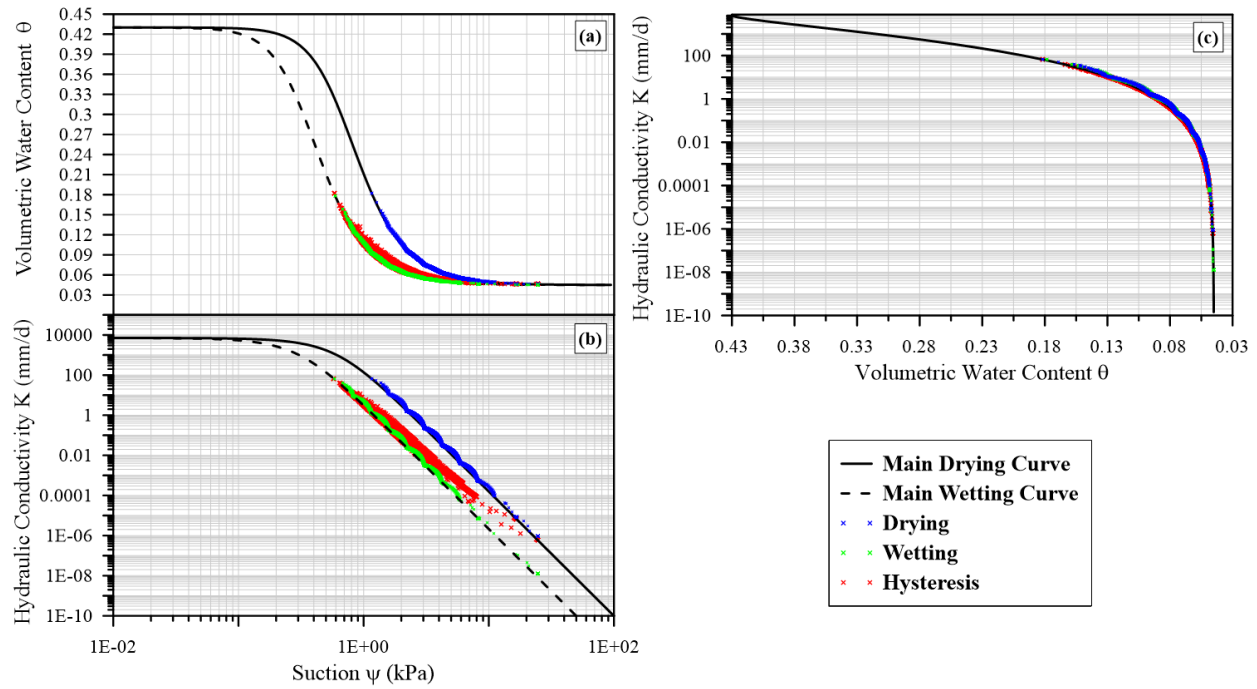 0.45
0.42
0.39
0.36
0.33
0.30
0.27
0.24
0.21
0.18
0.15
0.12
0.09
0.06
0.03
Volumetric Water Content θ
(a)
10000
100
1
0.01
0.0001
1E-06
1E-08
1E-10
Hydraulic Conductivity K (mm/d)
(b)
1E-02
1E+00
1E+02
Suction ψ (kPa)
100
1
0.01
0.0001
1E-06
1E-08
1E-10
Hydraulic Conductivity K (mm/d)
(c)
0.43
0.38
0.33
0.28
0.23
0.18
0.13
0.08
0.03
Volumetric Water Content θ
Main Drying Curve
Main Wetting Curve
Drying
Wetting
Hysteresis